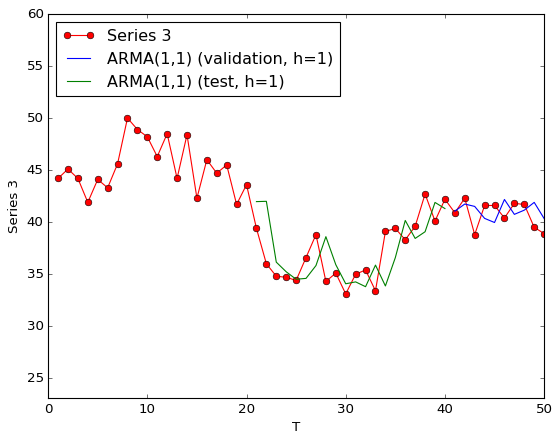 60
55
50
45
40
35
30
25
Series 3
Series 3
ARMA(1,1) (validation, h=1)
ARMA(1,1) (test, h=1)
0 10 20 30 40 50
T